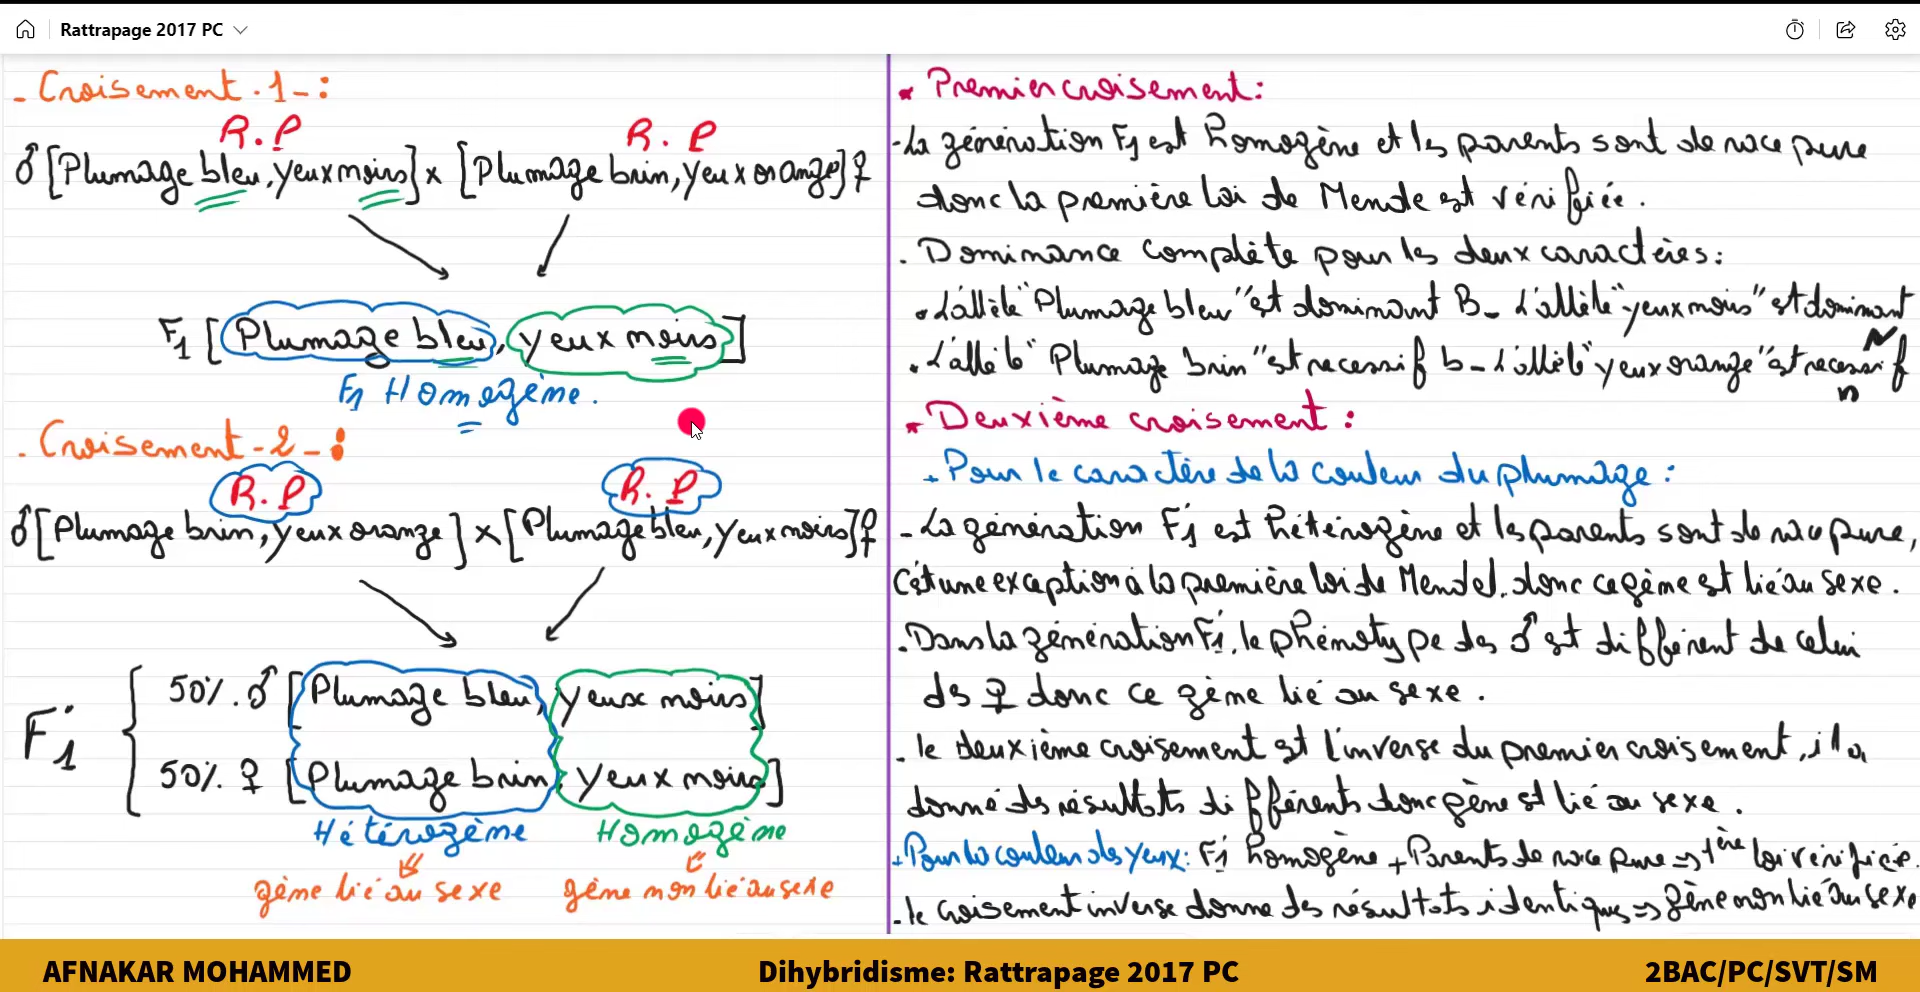 Rattrapage 2017 PC
- Croisement.1-:
R.P R.P
♂[Plumage bleu, yeux noirs] x [Plumage brun, yeux orange]♀
F1 [Plumage bleu, yeux noirs]
F1 Homogène.
. Croisement-2-:
R.P R.P
♂[Plumage brun, yeux orange] x [Plumage bleu, yeux noirs]♀
F'1
50%.♂ [Plumage bleu, yeux noirs]
50%. ♀ [Plumage brun, yeux noirs]
Hétérogène Homogène
gène lié au sexe gène non lié au sexe
* Premier croisement:
-La génération F1 est homogène et les parents sont de race pure
donc la première loi de Mende est vérifiée.
. Dominance complète pour les deux caractères:
. L'allèle "Plumage bleu" est dominant B - L'allèle "yeux noirs" est dominant
N
. L'allèle "Plumage brun" est recessif b - L'allèle "yeux orange" est recessif
n
* Deuxième croisement:
+ Pour le caractère de la couleur du plumage:
- La génération F'1 est hétérogène et les parents sont de race pure,
C'est une exception à la première loi de Mendel, donc ce gène est lié au sexe.
. Dans la génération F'1, le phénotype des ♂ est différent de celui
des ♀ donc ce gène lié au sexe.
. le deuxième croisement est l'inverse du premier croisement, il a
donné des résultats différents donc gène est lié au sexe.
+ Pour la couleur des yeux: F'1 homogène + Parents de race pure => 1ère loi vérifiée.
- le croisement inverse donne des résultats identiques => gène non lié au sexe
AFNAKAR MOHAMMED
Dihybridisme: Rattrapage 2017 PC
2BAC/PC/SVT/SM